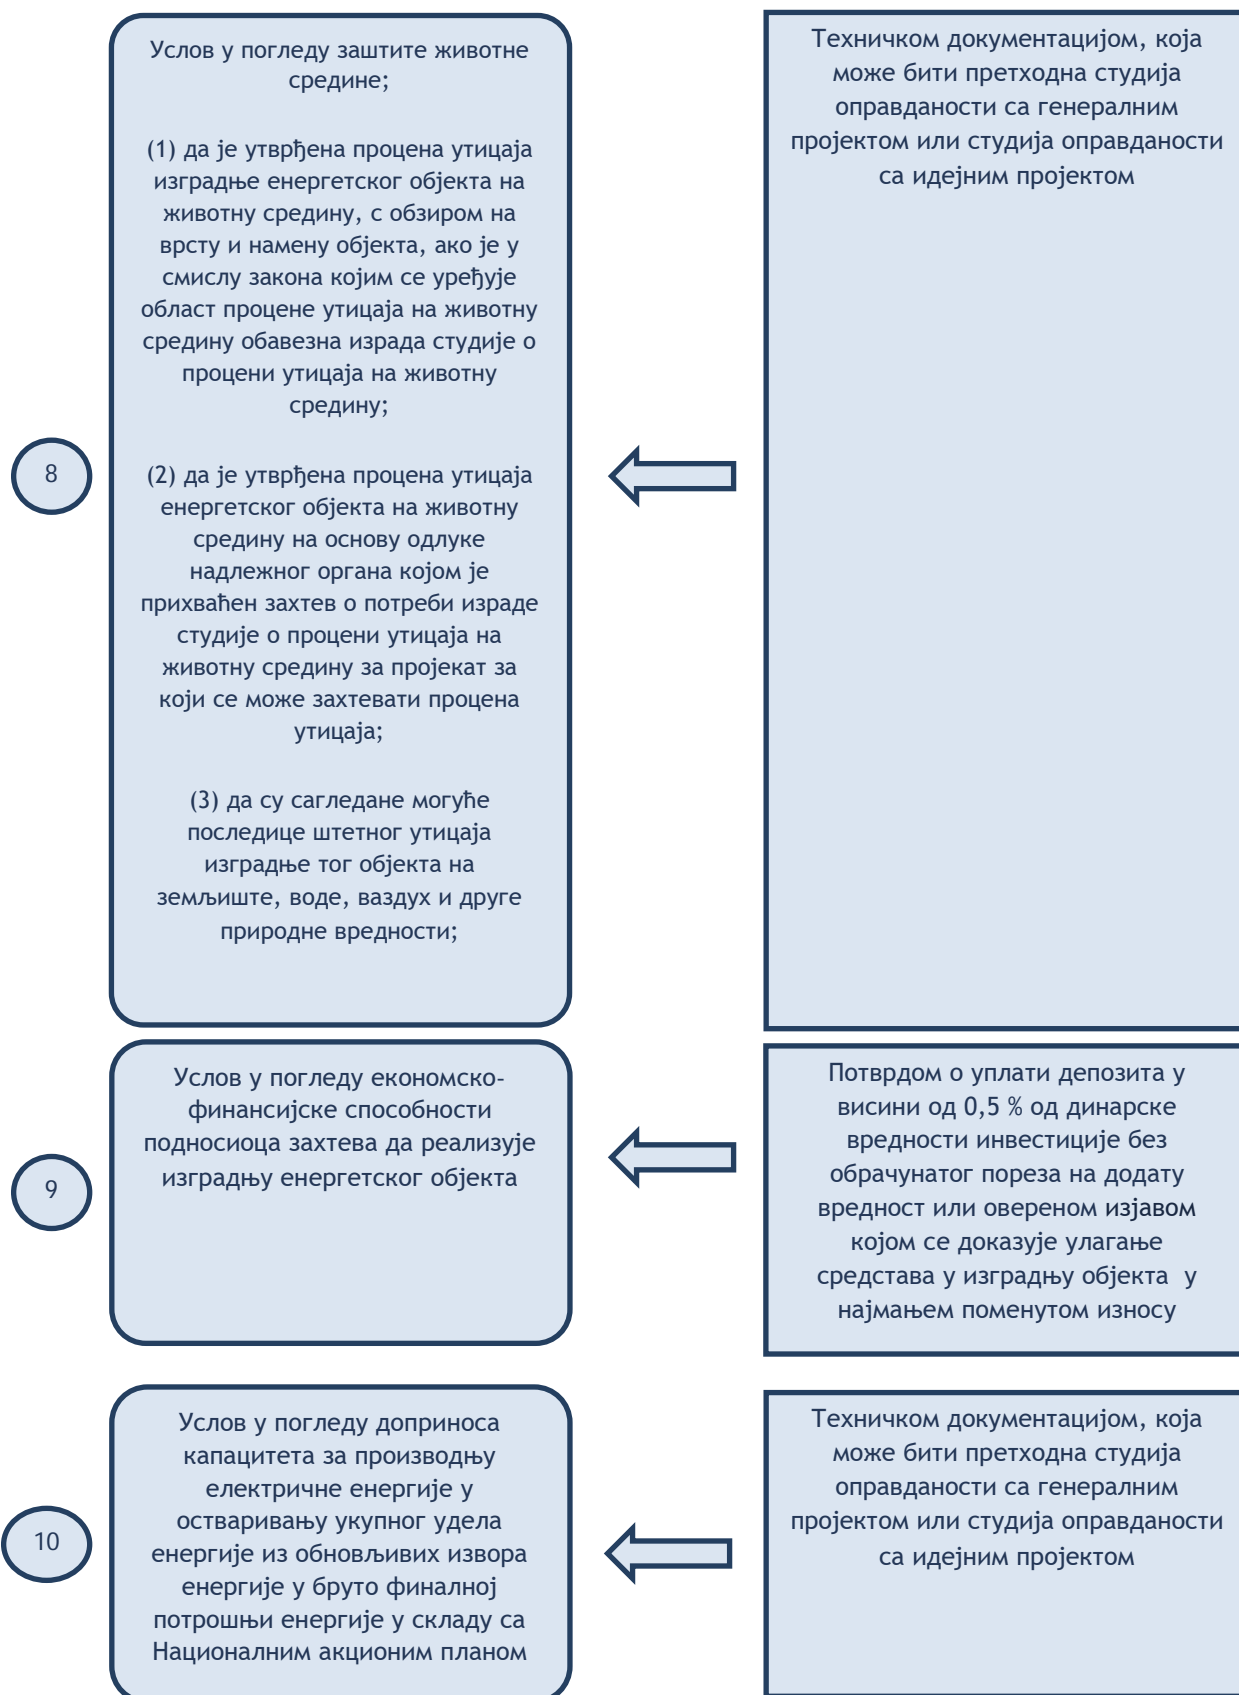 8
Услов у погледу заштите животне
средине;
(1) да је утврђена процена утицаја
изградње енергетског објекта на
животну средину, с обзиром на
врсту и намену објекта, ако је у
смислу закона којим се уређује
област процене утицаја на животну
средину обавезна израда студије о
процени утицаја на животну
средину;
(2) да је утврђена процена утицаја
енергетског објекта на животну
средину на основу одлуке
надлежног органа којом је
прихваћен захтев о потреби израде
студије о процени утицаја на
животну средину за пројекат за
који се може захтевати процена
утицаја;
(3) да су сагледане могуће
последице штетног утицаја
изградње тог објекта на
земљиште, воде, ваздух и друге
природне вредности;
Техничком документацијом, која
може бити претходна студија
оправданости са генералним
пројектом или студија оправданости
са идејним пројектом
9
Услов у погледу економско-
финансијске способности
подносиоца захтева да реализује
изградњу енергетског објекта
Потврдом о уплати депозита у
висини од 0,5 % од динарске
вредности инвестиције без
обрачунатог пореза на додату
вредност или овереном изјавом
којом се доказује улагање
средстава у изградњу објекта у
најмањем поменутом износу
10
Услов у погледу доприноса
капацитета за производњу
електричне енергије у
остваривању укупног удела
енергије из обновљивих извора
енергије у бруто финалној
потрошњи енергије у складу са
Националним акционим планом
Техничком документацијом, која
може бити претходна студија
оправданости са генералним
пројектом или студија оправданости
са идејним пројектом